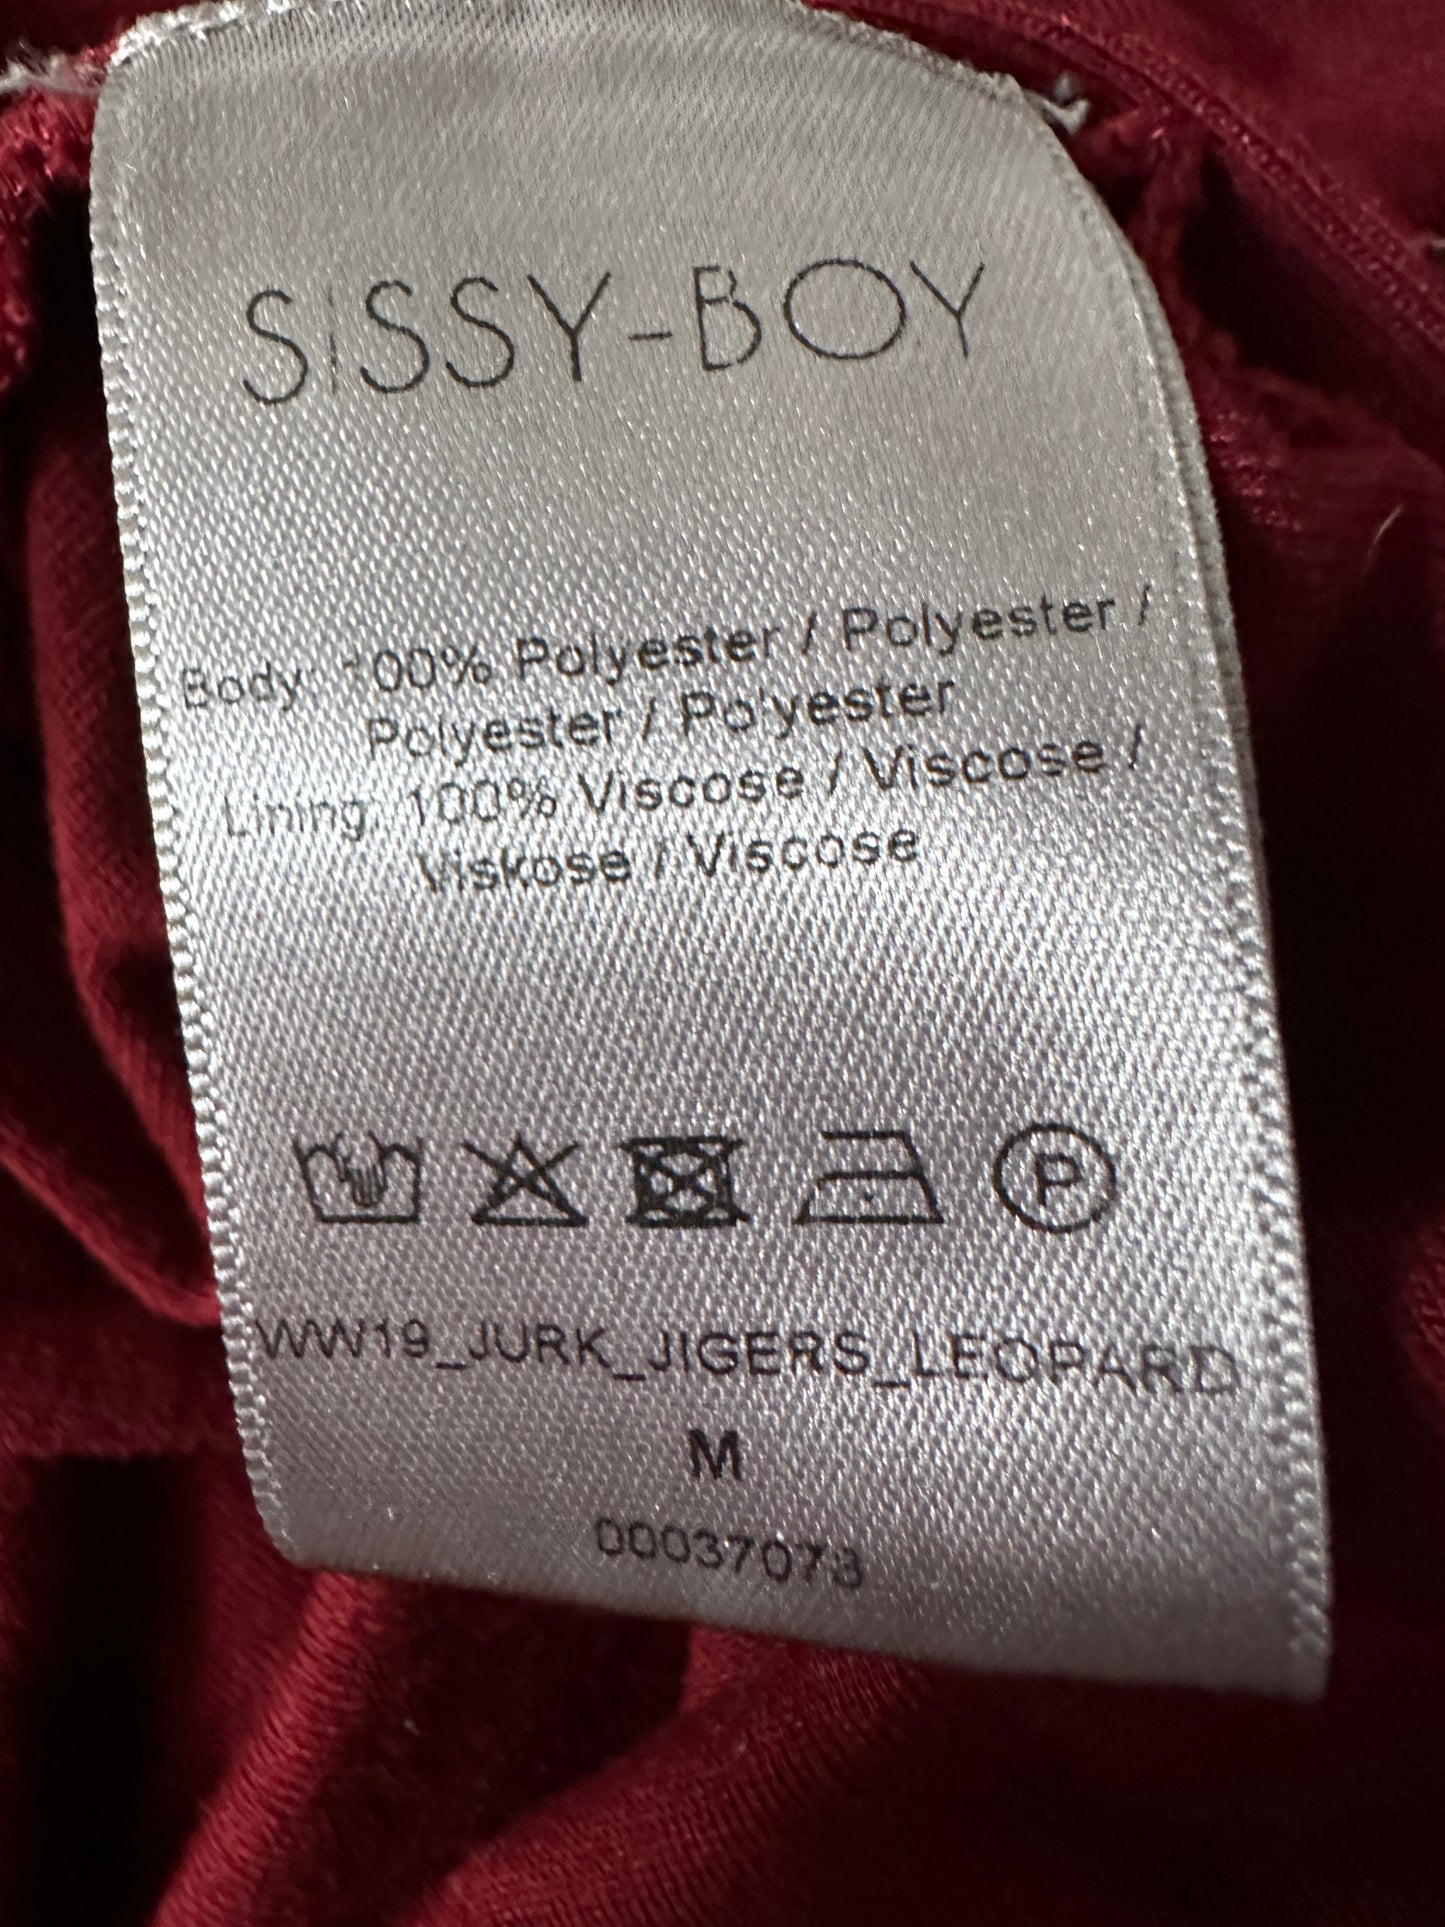 SiSSY-BOY
Body: 100% Polyester / Polyester /
Polyester / Polyester
Lining: 100% Viscose / Viscose /
Viskose / Viscose
P
WW19_JURK_JIGERS_LEOPARD
M
00037073